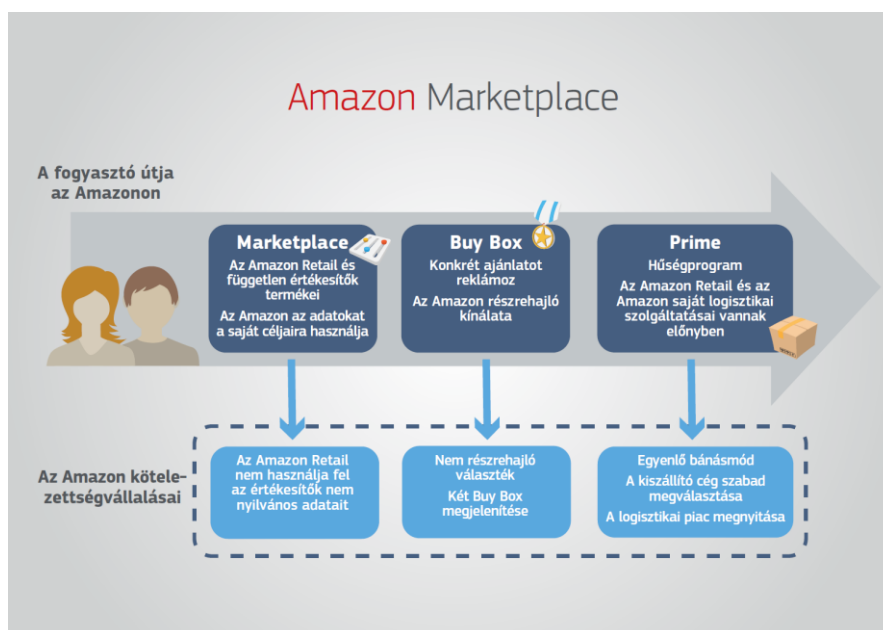 Amazon Marketplace
A fogyasztó útja
az Amazonon
Marketplace
Az Amazon Retail és
független értékesítők
termékei
Az Amazon az adatokat
a saját céljaira használja
Buy Box
Konkrét ajánlatot
reklámoz
Az Amazon részrehajló
kínálata
Prime
Hűségprogram
Az Amazon Retail és az
Amazon saját logisztikai
szolgáltatásai vannak
előnyben
Az Amazon kötele-
zettségvállalásai
Az Amazon Retail
nem használja fel
az értékesítők nem
nyilvános adatait
Nem részrehajló
választék
Két Buy Box
megjelenítése
Egyenlő bánásmód
A kiszállító cég szabad
megválasztása
A logisztikai piac megnyitása